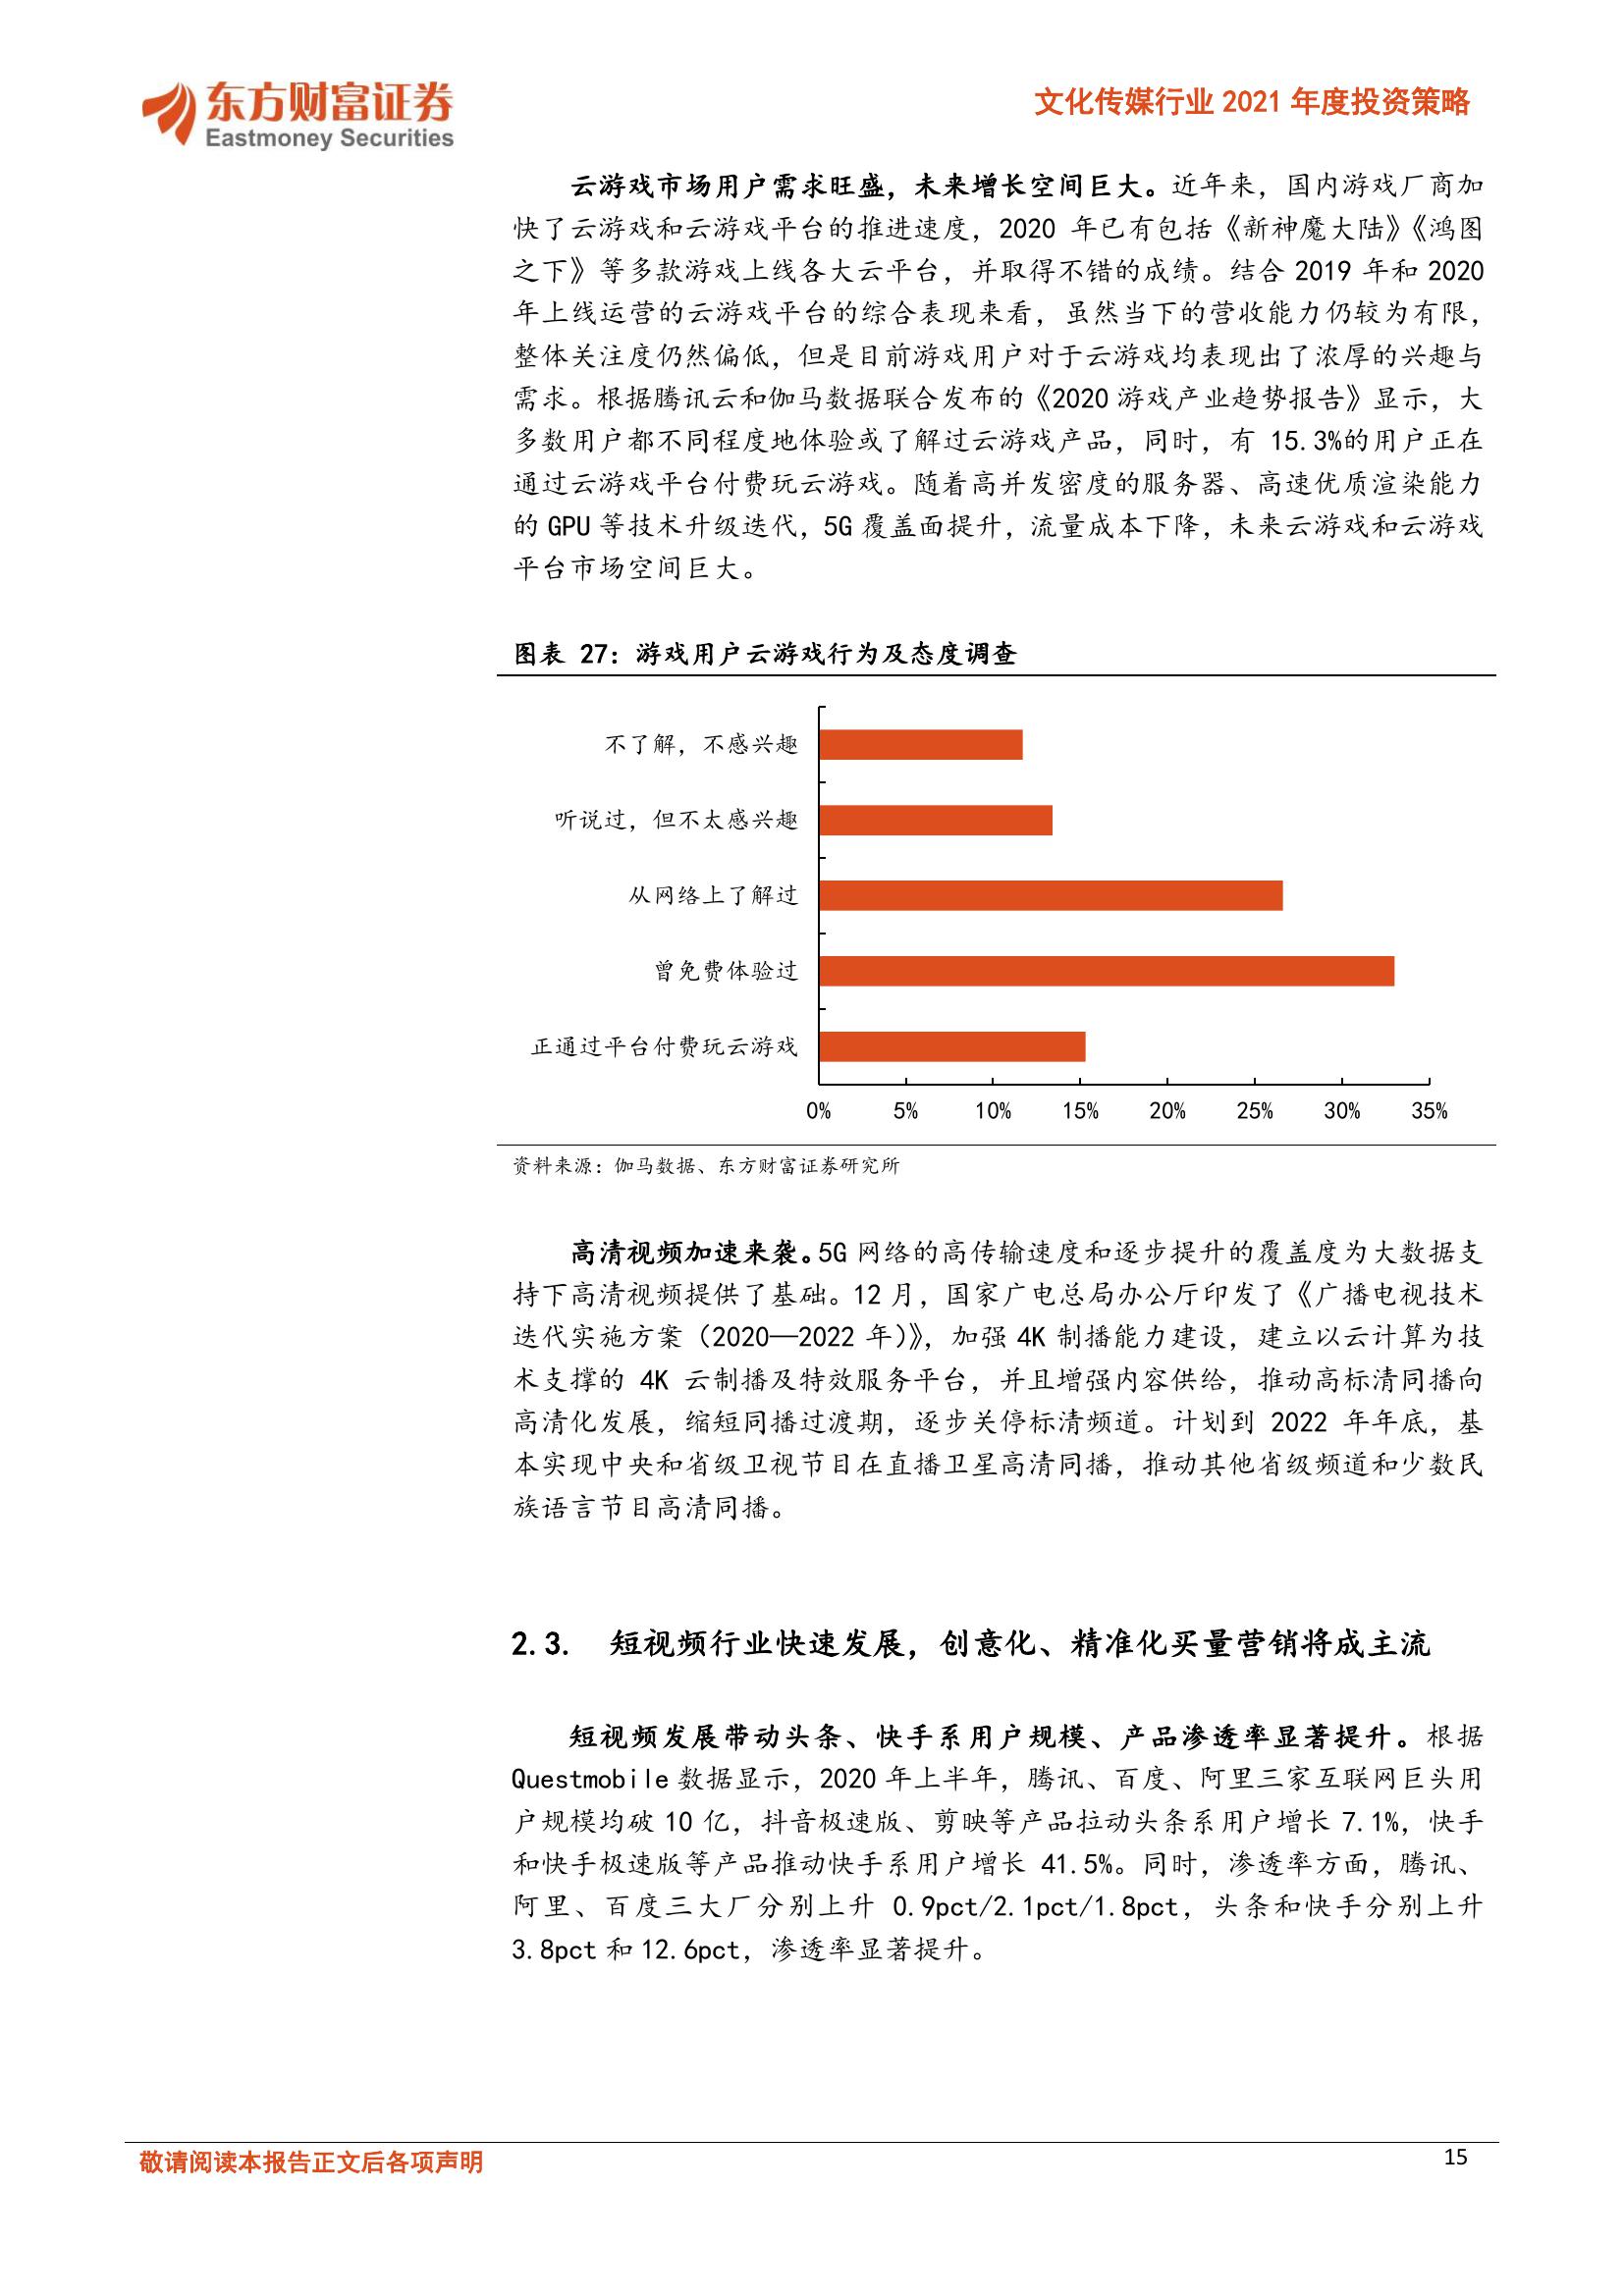 东方财富证券
Eastmoney Securities
文化传媒行业 2021 年度投资策略
云游戏市场用户需求旺盛，未来增长空间巨大。近年来，国内游戏厂商加
快了云游戏和云游戏平台的推进速度，2020 年已有包括《新神魔大陆》《鸿图
之下》等多款游戏上线各大云平台，并取得不错的成绩。结合 2019 年和 2020
年上线运营的云游戏平台的综合表现来看，虽然当下的营收能力仍较为有限，
整体关注度仍然偏低，但是目前游戏用户对于云游戏均表现出了浓厚的兴趣与
需求。根据腾讯云和伽马数据联合发布的《2020 游戏产业趋势报告》显示，大
多数用户都不同程度地体验或了解过云游戏产品，同时，有 15.3%的用户正在
通过云游戏平台付费玩云游戏。随着高并发密度的服务器、高速优质渲染能力
的 GPU 等技术升级迭代，5G 覆盖面提升，流量成本下降，未来云游戏和云游戏
平台市场空间巨大。
图表 27：游戏用户云游戏行为及态度调查
不了解，不感兴趣
听说过，但不太感兴趣
从网络上了解过
曾免费体验过
正通过平台付费玩云游戏
0% 5% 10% 15% 20% 25% 30% 35%
资料来源：伽马数据、东方财富证券研究所
高清视频加速来袭。5G 网络的高传输速度和逐步提升的覆盖度为大数据支
持下高清视频提供了基础。12 月，国家广电总局办公厅印发了《广播电视技术
迭代实施方案（2020—2022 年）》，加强 4K 制播能力建设，建立以云计算为技
术支撑的 4K 云制播及特效服务平台，并且增强内容供给，推动高标清同播向
高清化发展，缩短同播过渡期，逐步关停标清频道。计划到 2022 年年底，基
本实现中央和省级卫视节目在直播卫星高清同播，推动其他省级频道和少数民
族语言节目高清同播。
2.3. 短视频行业快速发展，创意化、精准化买量营销将成主流
短视频发展带动头条、快手系用户规模、产品渗透率显著提升。根据
Questmobile 数据显示，2020 年上半年，腾讯、百度、阿里三家互联网巨头用
户规模均破 10 亿，抖音极速版、剪映等产品拉动头条系用户增长 7.1%，快手
和快手极速版等产品推动快手系用户增长 41.5%。同时，渗透率方面，腾讯、
阿里、百度三大厂分别上升 0.9pct/2.1pct/1.8pct，头条和快手分别上升
3.8pct 和 12.6pct，渗透率显著提升。
敬请阅读本报告正文后各项声明
15